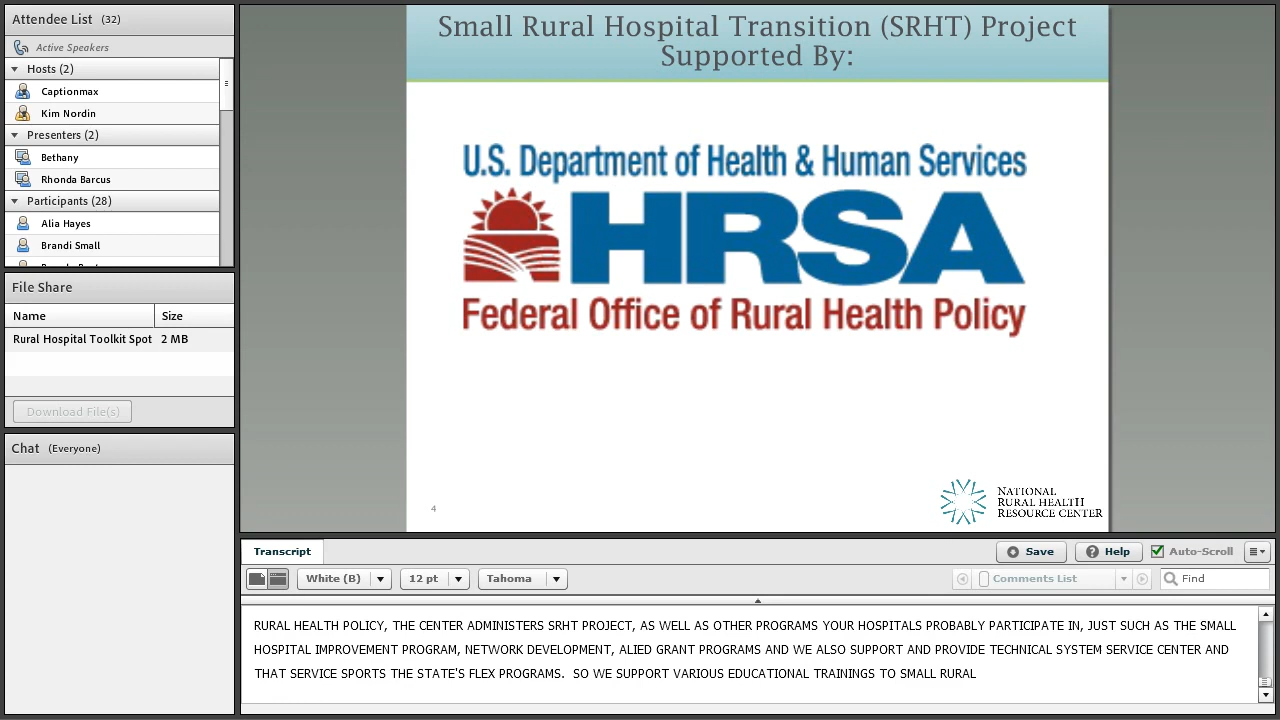 Attendee List (32)
Active Speakers
Hosts (2)
Captionmax
Kim Nordin
Presenters (2)
Bethany
Rhonda Barcus
Participants (28)
Alia Hayes
Brandi Small
File Share
Name Size
Rural Hospital Toolkit Spot 2 MB
Download File(s)
Chat (Everyone)
Small Rural Hospital Transition (SRHT) Project
Supported By:
U.S. Department of Health & Human Services
HRSA
Federal Office of Rural Health Policy
4
NATIONAL
RURAL HEALTH
RESOURCE CENTER
Transcript
Save
Help
Auto-Scroll
White (B)
12 pt
Tahoma
Comments List
Find
RURAL HEALTH POLICY, THE CENTER ADMINISTERS SRHT PROJECT, AS WELL AS OTHER PROGRAMS YOUR HOSPITALS PROBABLY PARTICIPATE IN, JUST SUCH AS THE SMALL
HOSPITAL IMPROVEMENT PROGRAM, NETWORK DEVELOPMENT, ALIED GRANT PROGRAMS AND WE ALSO SUPPORT AND PROVIDE TECHNICAL SYSTEM SERVICE CENTER AND
THAT SERVICE SPORTS THE STATE'S FLEX PROGRAMS. SO WE SUPPORT VARIOUS EDUCATIONAL TRAININGS TO SMALL RURAL